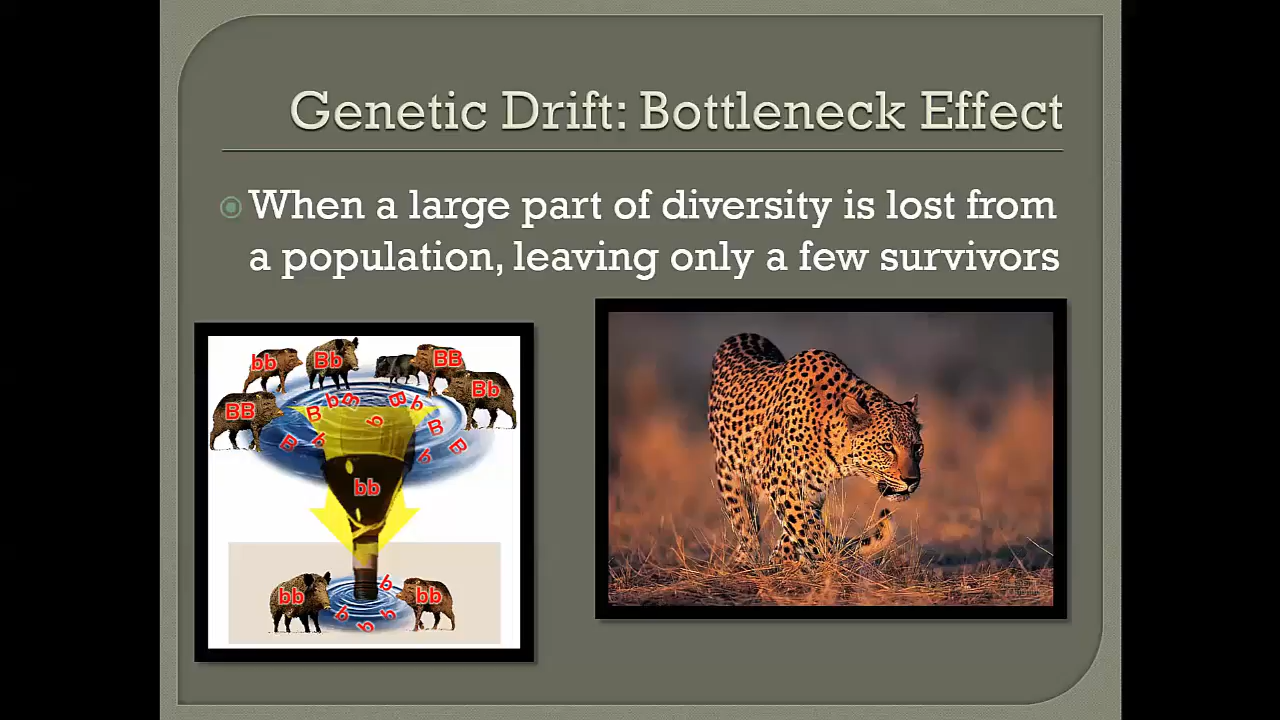 Genetic Drift: Bottleneck Effect
When a large part of diversity is lost from
a population, leaving only a few survivors
bb Bb BB
BB Bb
B b B B b
b B
B b b B
bb
bb b bb
b b b